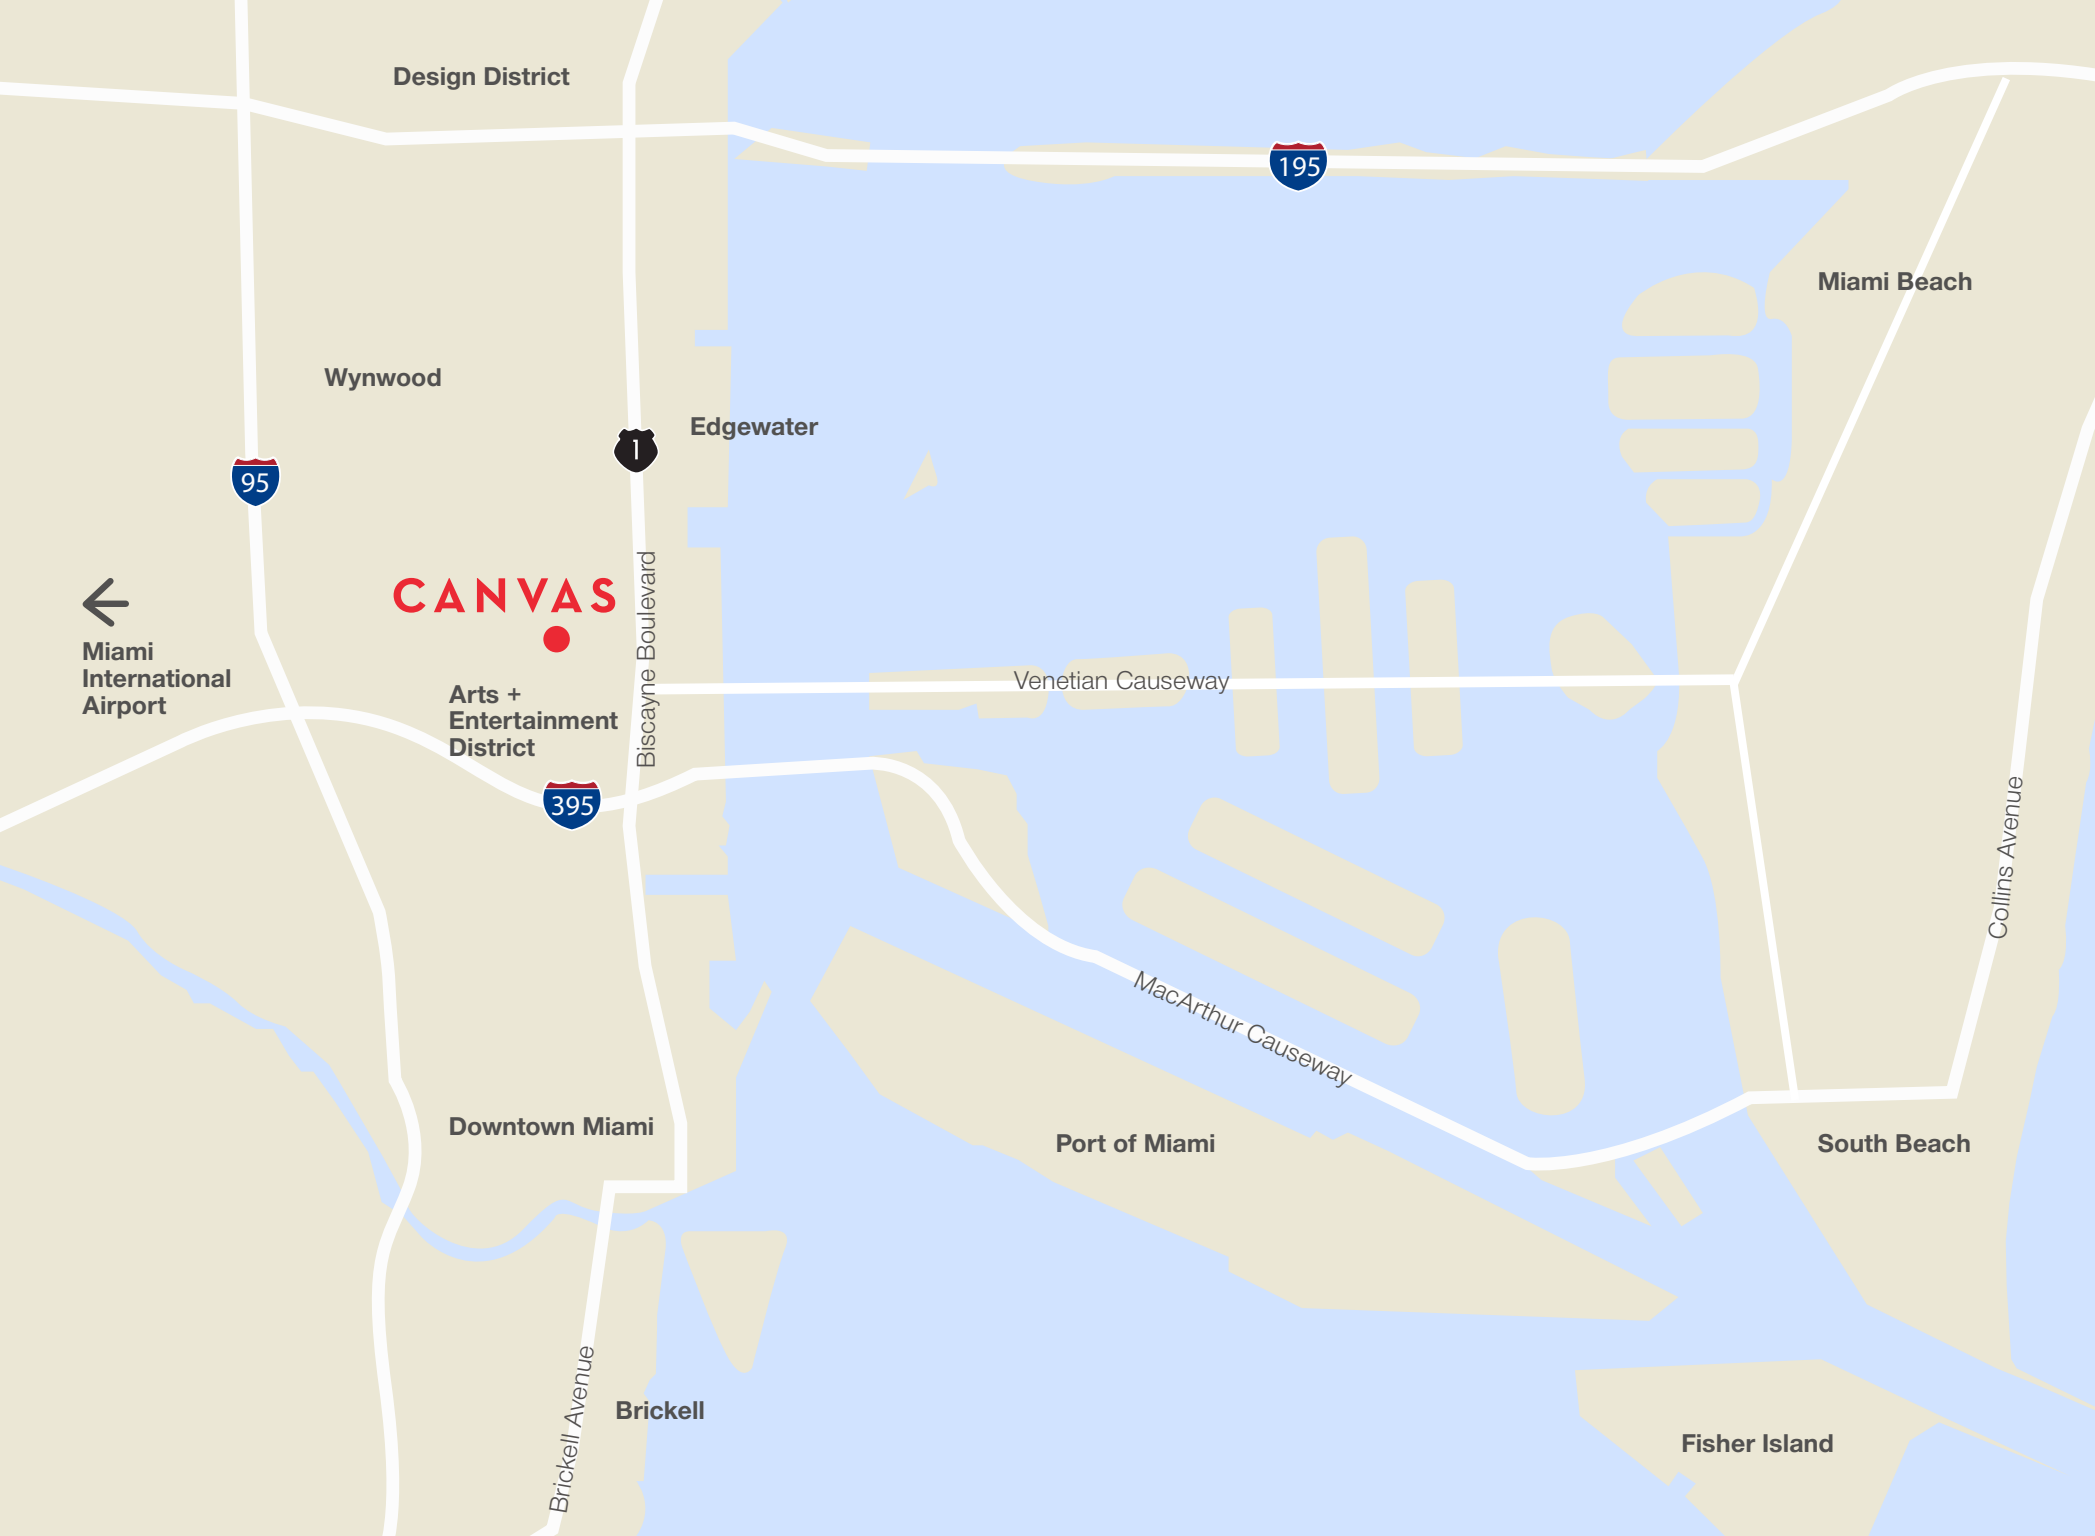 Design District
195
Miami Beach
Wynwood
Edgewater
1
95
CANVAS
Biscayne Boulevard
Miami
International
Airport
Venetian Causeway
Arts +
Entertainment
District
395
Collins Avenue
MacArthur Causeway
Downtown Miami
Port of Miami
South Beach
Brickell Avenue
Brickell
Fisher Island